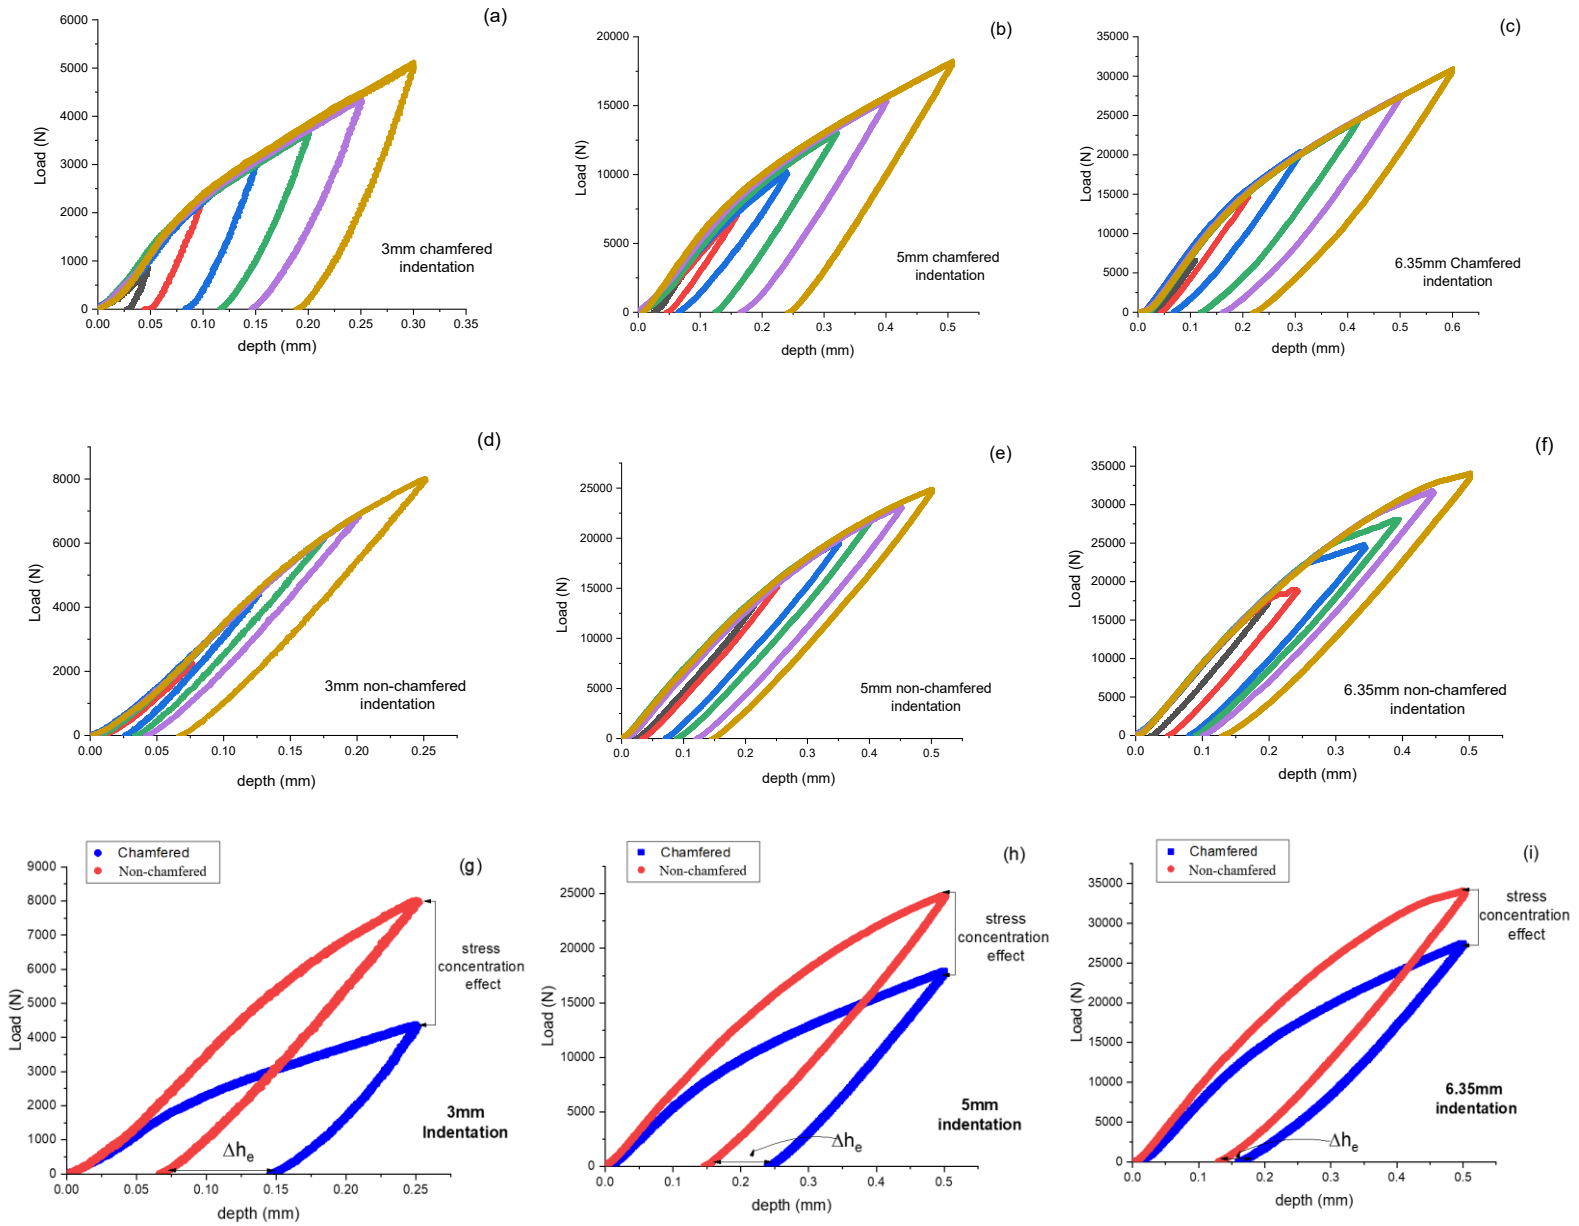 (a)
6000
5000
4000
3000
2000
1000
0
Load (N)
0.00 0.05 0.10 0.15 0.20 0.25 0.30 0.35
depth (mm)
3mm chamfered
indentation
(b)
20000
15000
10000
5000
0
Load (N)
0.0 0.1 0.2 0.3 0.4 0.5
depth (mm)
5mm chamfered
indentation
(c)
35000
30000
25000
20000
15000
10000
5000
0
Load (N)
0.0 0.1 0.2 0.3 0.4 0.5 0.6
depth (mm)
6.35mm Chamfered
indentation
(d)
8000
6000
4000
2000
0
Load (N)
0.00 0.05 0.10 0.15 0.20 0.25
depth (mm)
3mm non-chamfered
indentation
(e)
25000
20000
15000
10000
5000
0
Load (N)
0.0 0.1 0.2 0.3 0.4 0.5
depth (mm)
5mm non-chamfered
indentation
(f)
35000
30000
25000
20000
15000
10000
5000
0
Load (N)
0.0 0.1 0.2 0.3 0.4 0.5
depth (mm)
6.35mm non-chamfered
indentation
Chamfered
Non-chamfered
(g)
9000
8000
7000
6000
5000
4000
3000
2000
1000
0
Load (N)
0.00 0.05 0.10 0.15 0.20 0.25
depth (mm)
stress
concentration
effect
3mm
Indentation
Δhe
Chamfered
Non-chamfered
(h)
25000
20000
15000
10000
5000
0
Load (N)
0.0 0.1 0.2 0.3 0.4 0.5
depth (mm)
stress
concentration
effect
5mm
indentation
Δhe
Chamfered
Non-chamfered
(i)
35000
30000
25000
20000
15000
10000
5000
0
Load (N)
0.0 0.1 0.2 0.3 0.4 0.5
depth (mm)
stress
concentration
effect
6.35mm
indentation
Δhe